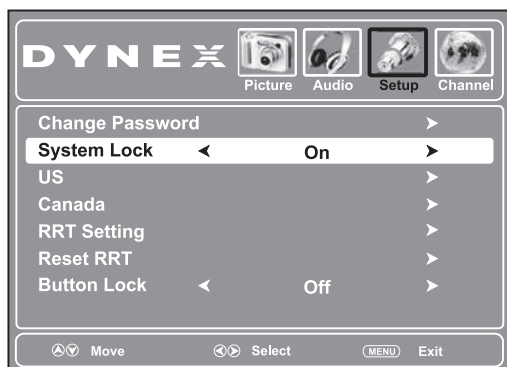 DYNEX
Picture Audio Setup Channel
Change Password
System Lock On
US
Canada
RRT Setting
Reset RRT
Button Lock Off
Move Select MENU Exit